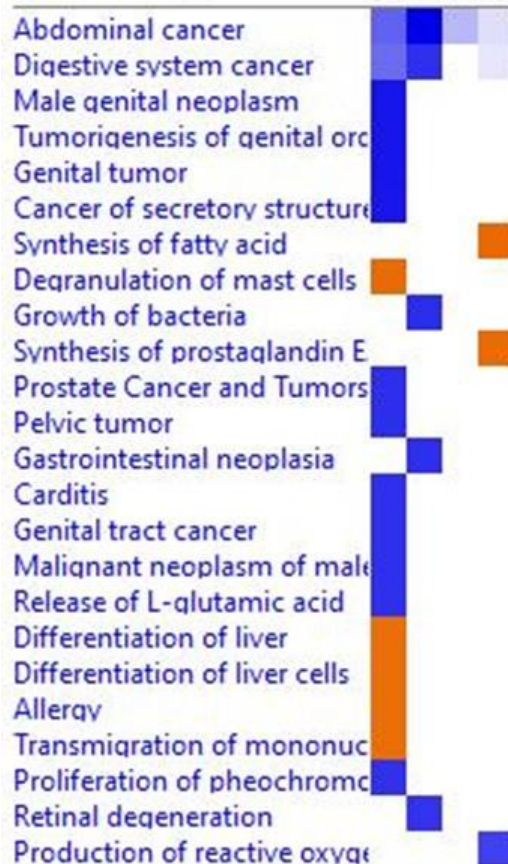 Abdominal cancer
Digestive system cancer
Male genital neoplasm
Tumorigenesis of genital orc
Genital tumor
Cancer of secretory structure
Synthesis of fatty acid
Degranulation of mast cells
Growth of bacteria
Synthesis of prostaglandin E
Prostate Cancer and Tumors
Pelvic tumor
Gastrointestinal neoplasia
Carditis
Genital tract cancer
Malignant neoplasm of male
Release of L-glutamic acid
Differentiation of liver
Differentiation of liver cells
Allergy
Transmigration of mononuc
Proliferation of pheochromc
Retinal degeneration
Production of reactive oxyge